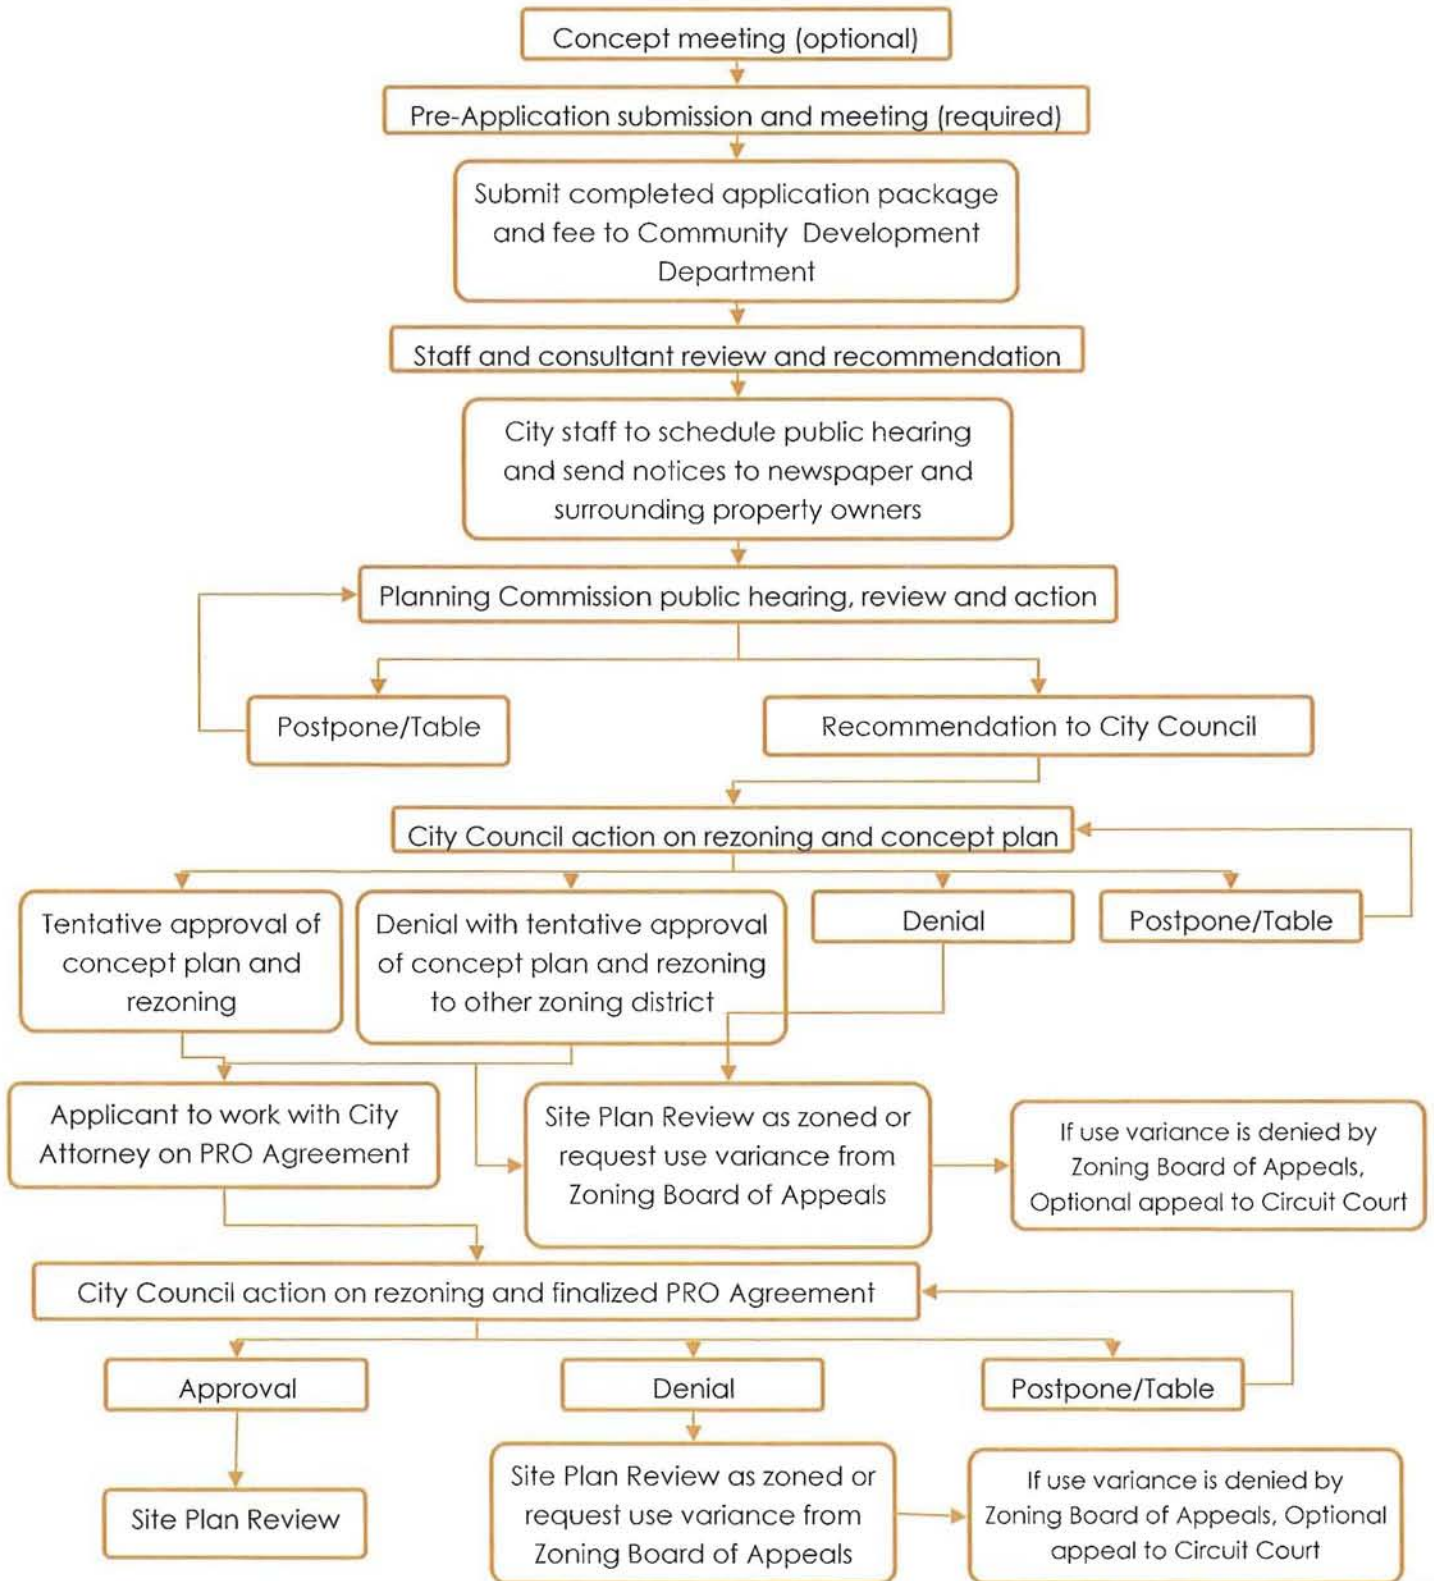 Concept meeting (optional)
Pre-Application submission and meeting (required)
Submit completed application package
and fee to Community Development
Department
Staff and consultant review and recommendation
City staff to schedule public hearing
and send notices to newspaper and
surrounding property owners
Planning Commission public hearing, review and action
Postpone/Table
Recommendation to City Council
City Council action on rezoning and concept plan
Tentative approval of
concept plan and
rezoning
Denial with tentative approval
of concept plan and rezoning
to other zoning district
Denial
Postpone/Table
Applicant to work with City
Attorney on PRO Agreement
Site Plan Review as zoned or
request use variance from
Zoning Board of Appeals
If use variance is denied by
Zoning Board of Appeals,
Optional appeal to Circuit Court
City Council action on rezoning and finalized PRO Agreement
Approval
Denial
Postpone/Table
Site Plan Review
Site Plan Review as zoned or
request use variance from
Zoning Board of Appeals
If use variance is denied by
Zoning Board of Appeals, Optional
appeal to Circuit Court